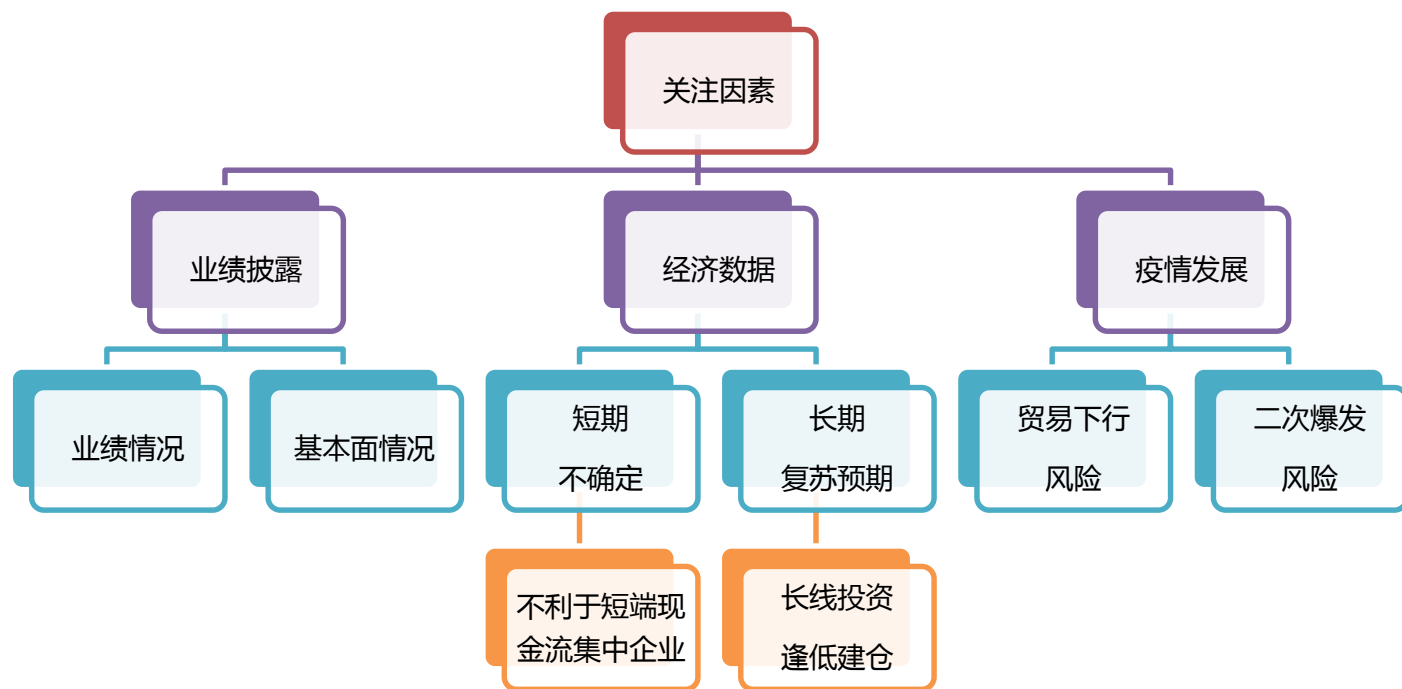 关注因素
业绩披露
经济数据
疫情发展
业绩情况
基本面情况
短期
不确定
长期
复苏预期
贸易下行
风险
二次爆发
风险
不利于短端现
金流集中企业
长线投资
逢低建仓